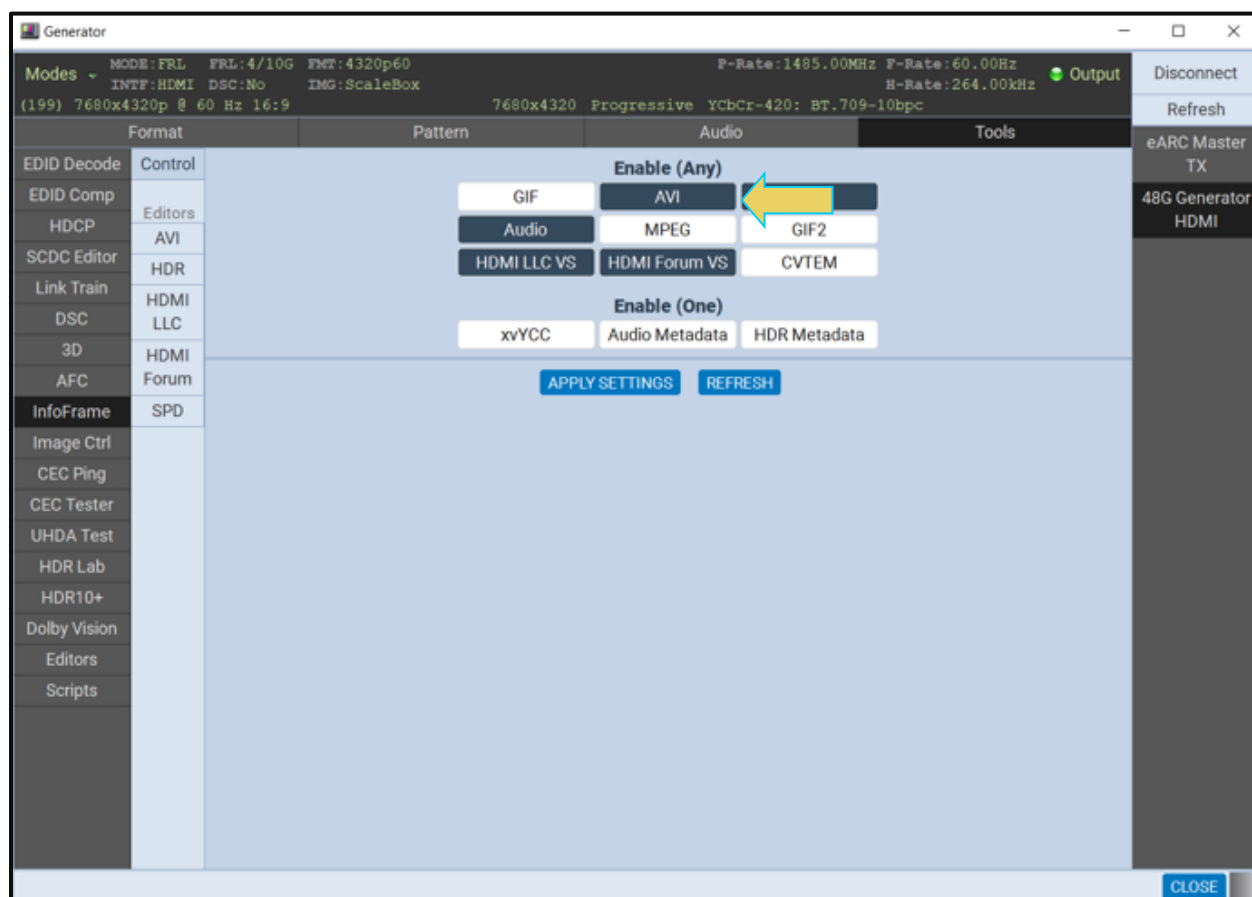 Generator
Modes MODE:FRL FRL:4/10G FMT:4320p60 P-Rate:1485.00MHz F-Rate:60.00Hz Output
INTF:HDMI DSC:No IMG:ScaleBox H-Rate:264.00kHz
(199) 7680x4320p @ 60 Hz 16:9 7680x4320 Progressive YCbCr-420: BT.709-10bpc
Disconnect
Refresh
eARC Master
TX
48G Generator
HDMI
Format Pattern Audio Tools
EDID Decode
EDID Comp
HDCP
SCDC Editor
Link Train
DSC
3D
AFC
InfoFrame
Image Ctrl
CEC Ping
CEC Tester
UHDA Test
HDR Lab
HDR10+
Dolby Vision
Editors
Scripts
Control
Editors
AVI
HDR
HDMI
LLC
HDMI
Forum
SPD
Enable (Any)
GIF AVI
Audio MPEG GIF2
HDMI LLC VS HDMI Forum VS CVTEM
Enable (One)
xvYCC Audio Metadata HDR Metadata
APPLY SETTINGS REFRESH
CLOSE